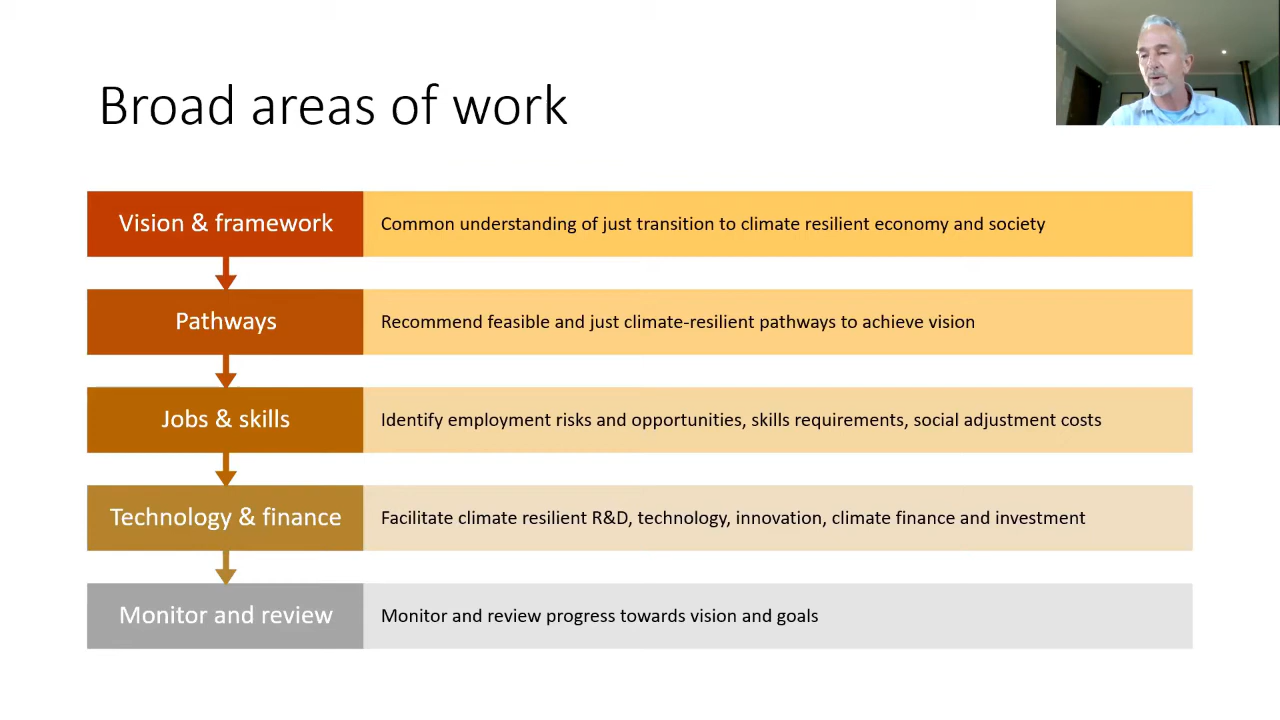 Broad areas of work
Vision & framework
Common understanding of just transition to climate resilient economy and society
Pathways
Recommend feasible and just climate-resilient pathways to achieve vision
Jobs & skills
Identify employment risks and opportunities, skills requirements, social adjustment costs
Technology & finance
Facilitate climate resilient R&D, technology, innovation, climate finance and investment
Monitor and review
Monitor and review progress towards vision and goals